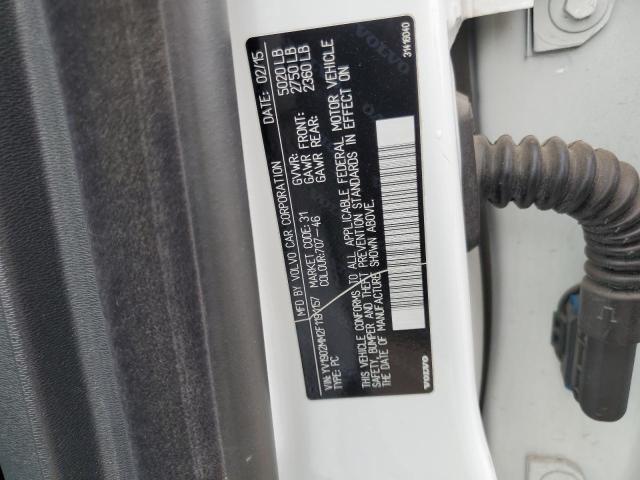 MFD BY VOLVO CAR CORPORATION DATE: 02/15
MARKET CODE: 31 GVWR: 5020 LB
COLOUR: 707-46 GAWR FRONT: 2750 LB
GAWR REAR: 2360 LB
TYPE: PC
THIS VEHICLE CONFORMS TO ALL APPLICABLE FEDERAL MOTOR VEHICLE
SAFETY, BUMPER AND THEFT PREVENTION STANDARDS IN EFFECT ON
THE DATE OF MANUFACTURE SHOWN ABOVE.
VOLVO
31416040